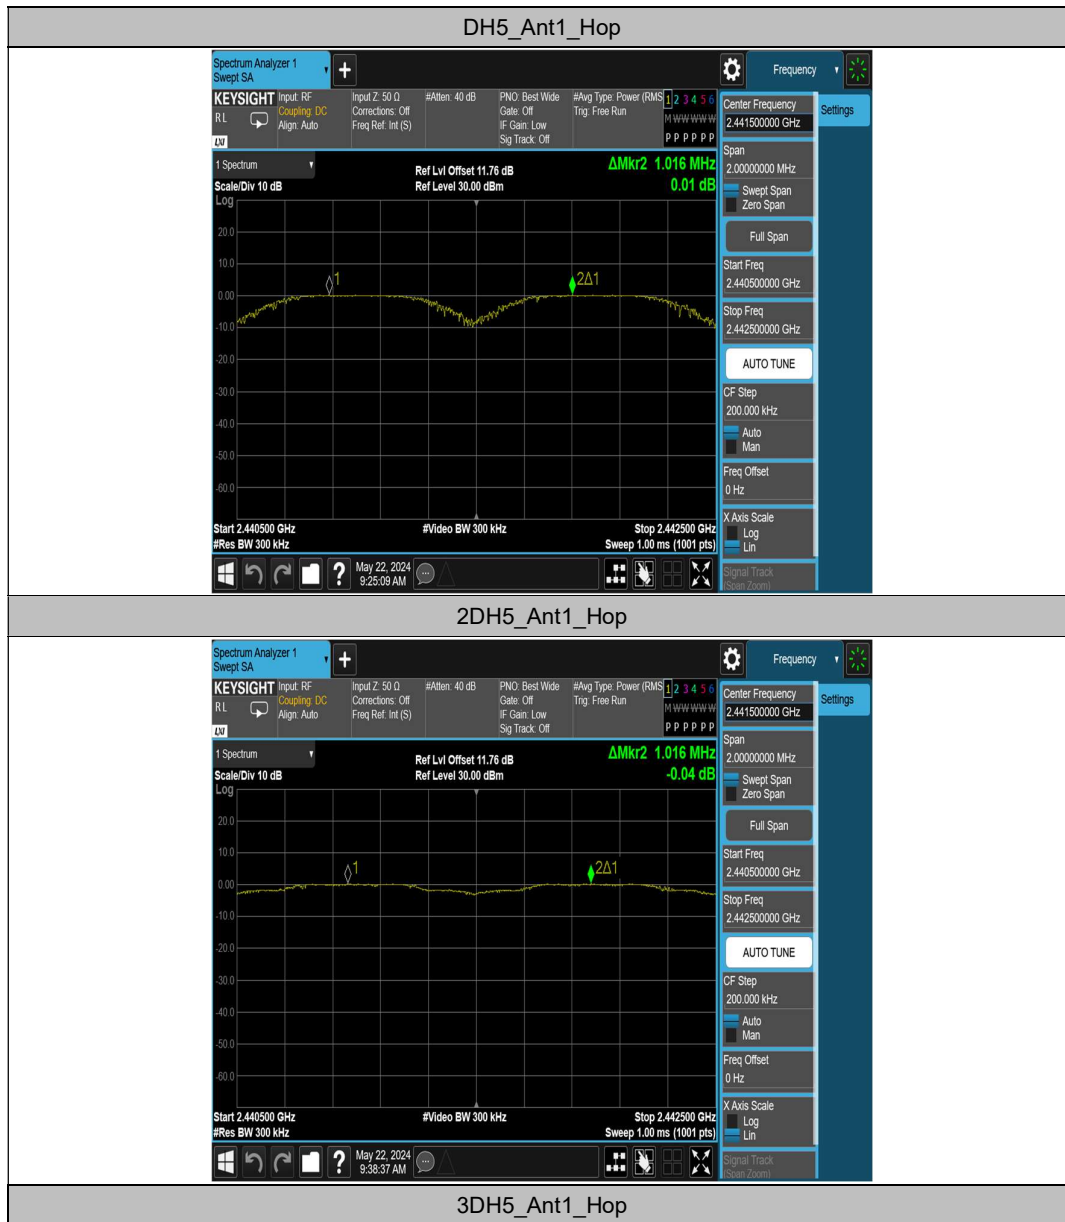 DH5_Ant1_Hop
Spectrum Analyzer 1
Swept SA
Frequency
KEYSIGHT
RL
LXI
Input: RF
Coupling: DC
Align: Auto
Input Z: 50 Ω
Corrections: Off
Freq Ref: Int (S)
#Atten: 40 dB
PNO: Best Wide
Gate: Off
IF Gain: Low
Sig Track: Off
#Avg Type: Power (RMS
Trig: Free Run
1 2 3 4 5 6
M W W W W W
P P P P P P
Center Frequency
2.441500000 GHz
Settings
Span
2.00000000 MHz
Swept Span
Zero Span
Full Span
Start Freq
2.440500000 GHz
Stop Freq
2.442500000 GHz
AUTO TUNE
CF Step
200.000 kHz
Auto
Man
Freq Offset
0 Hz
X Axis Scale
Log
Lin
Signal Track
(Span Zoom)
1 Spectrum
Scale/Div 10 dB
Log
Ref Lvl Offset 11.76 dB
Ref Level 30.00 dBm
ΔMkr2 1.016 MHz
0.01 dB
20.0
10.0
0.00
-10.0
-20.0
-30.0
-40.0
-50.0
-60.0
1
2Δ1
Start 2.440500 GHz
#Res BW 300 kHz
#Video BW 300 kHz
Stop 2.442500 GHz
Sweep 1.00 ms (1001 pts)
?
May 22, 2024
9:25:09 AM
2DH5_Ant1_Hop
Spectrum Analyzer 1
Swept SA
Frequency
KEYSIGHT
RL
LXI
Input: RF
Coupling: DC
Align: Auto
Input Z: 50 Ω
Corrections: Off
Freq Ref: Int (S)
#Atten: 40 dB
PNO: Best Wide
Gate: Off
IF Gain: Low
Sig Track: Off
#Avg Type: Power (RMS
Trig: Free Run
1 2 3 4 5 6
M W W W W W
P P P P P P
Center Frequency
2.441500000 GHz
Settings
Span
2.00000000 MHz
Swept Span
Zero Span
Full Span
Start Freq
2.440500000 GHz
Stop Freq
2.442500000 GHz
AUTO TUNE
CF Step
200.000 kHz
Auto
Man
Freq Offset
0 Hz
X Axis Scale
Log
Lin
Signal Track
(Span Zoom)
1 Spectrum
Scale/Div 10 dB
Log
Ref Lvl Offset 11.76 dB
Ref Level 30.00 dBm
ΔMkr2 1.016 MHz
-0.04 dB
20.0
10.0
0.00
-10.0
-20.0
-30.0
-40.0
-50.0
-60.0
1
2Δ1
Start 2.440500 GHz
#Res BW 300 kHz
#Video BW 300 kHz
Stop 2.442500 GHz
Sweep 1.00 ms (1001 pts)
?
May 22, 2024
9:38:37 AM
3DH5_Ant1_Hop